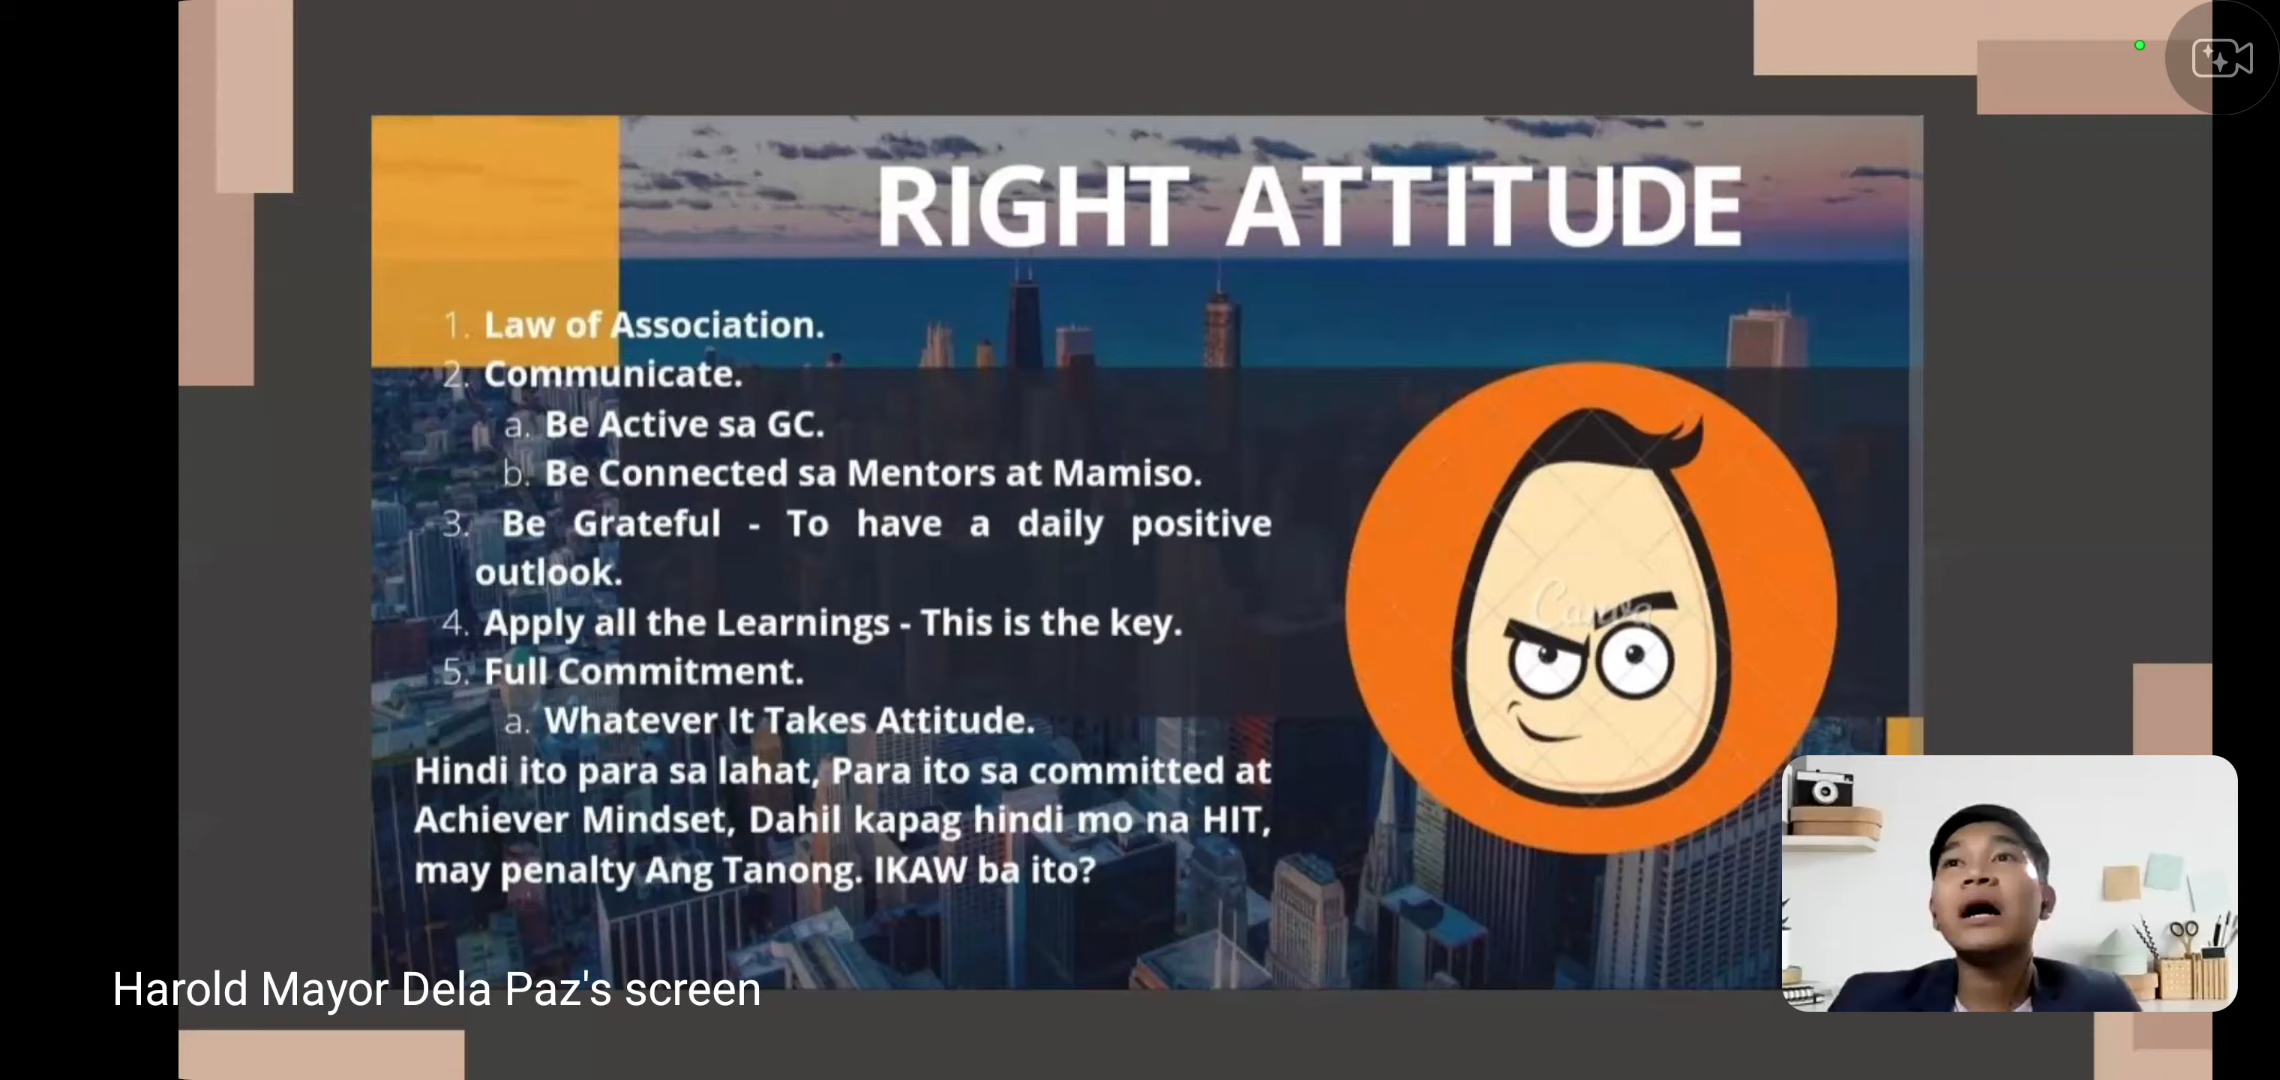 RIGHT ATTITUDE
1. Law of Association.
2. Communicate.
a. Be Active sa GC.
b. Be Connected sa Mentors at Mamiso.
3. Be Grateful - To have a daily positive
outlook.
4. Apply all the Learnings - This is the key.
5. Full Commitment.
a. Whatever It Takes Attitude.
Hindi ito para sa lahat, Para ito sa committed at
Achiever Mindset, Dahil kapag hindi mo na HIT,
may penalty Ang Tanong. IKAW ba ito?
Canva
Harold Mayor Dela Paz's screen